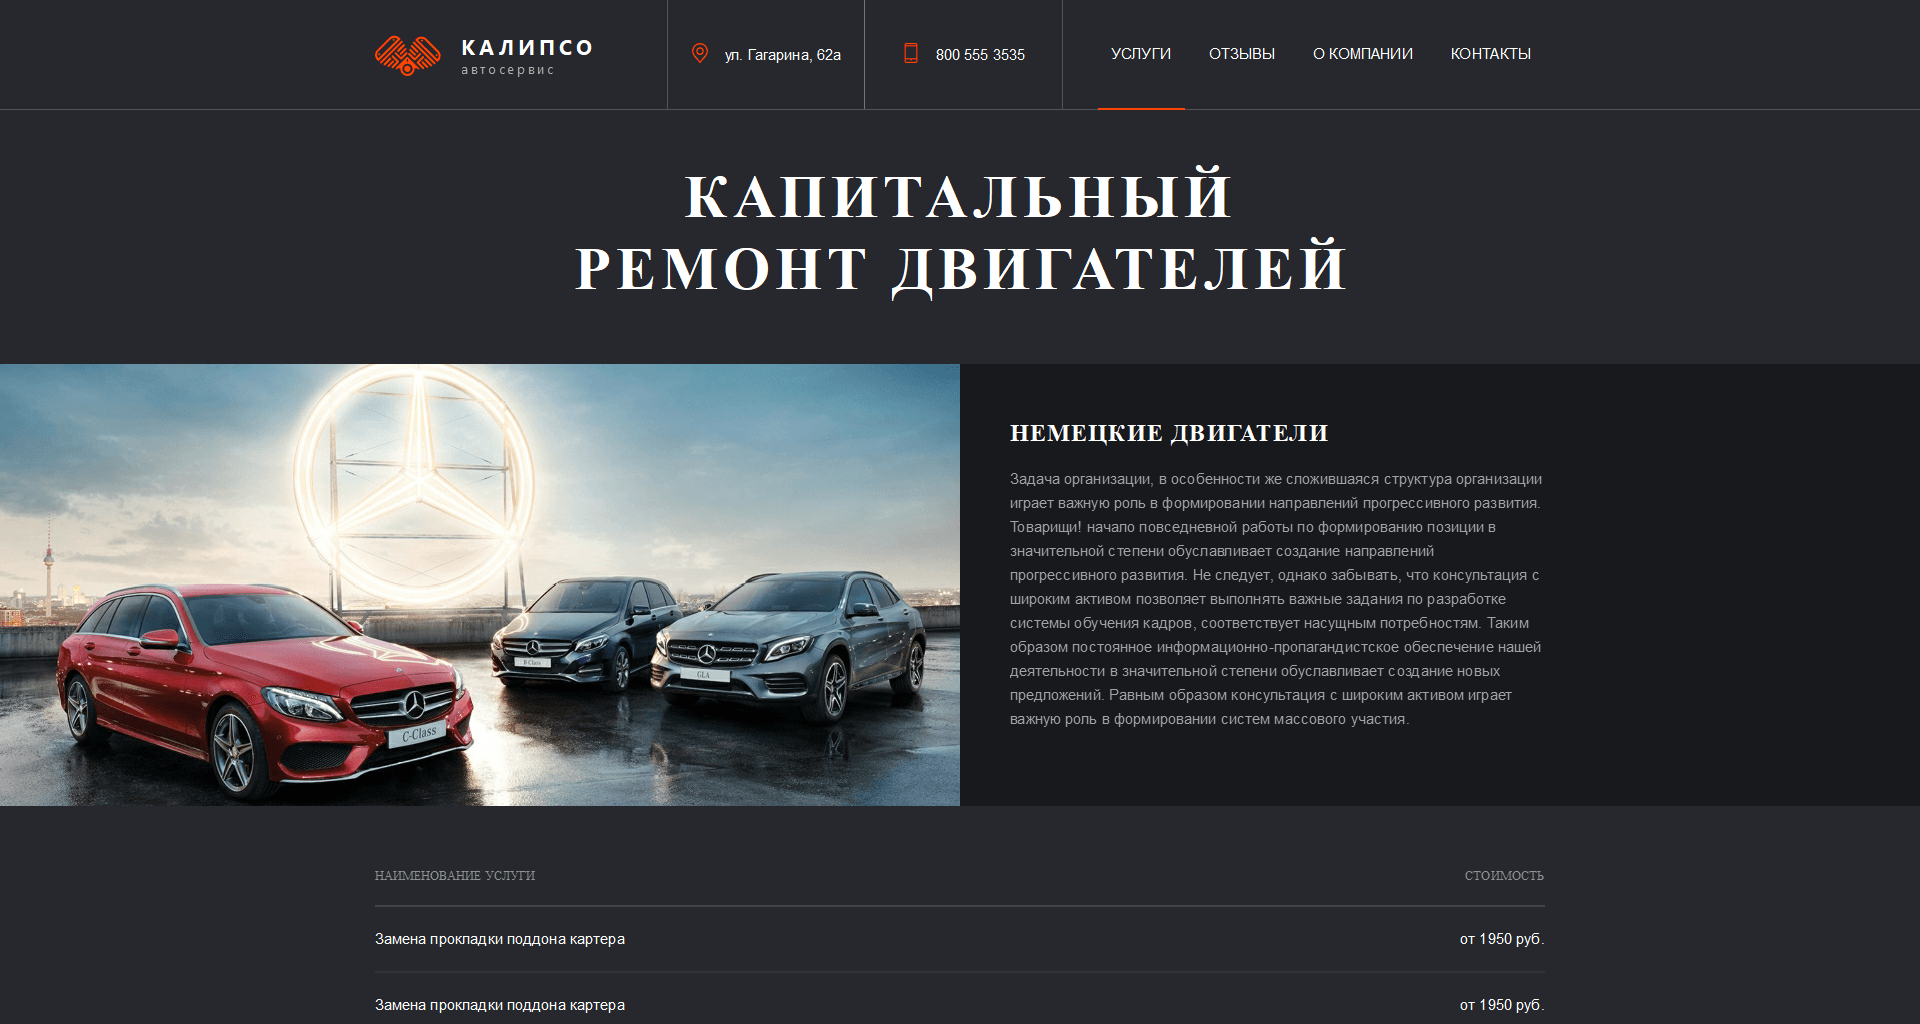 КАЛИПСО
автосервис
ул. Гагарина, 62а
800 555 3535
УСЛУГИ
ОТЗЫВЫ
О КОМПАНИИ
КОНТАКТЫ
КАПИТАЛЬНЫЙ
РЕМОНТ ДВИГАТЕЛЕЙ
B-Class
GLA
C-Class
НЕМЕЦКИЕ ДВИГАТЕЛИ
Задача организации, в особенности же сложившаяся структура организации
играет важную роль в формировании направлений прогрессивного развития.
Товарищи! начало повседневной работы по формированию позиции в
значительной степени обуславливает создание направлений
прогрессивного развития. Не следует, однако забывать, что консультация с
широким активом позволяет выполнять важные задания по разработке
системы обучения кадров, соответствует насущным потребностям. Таким
образом постоянное информационно-пропагандистское обеспечение нашей
деятельности в значительной степени обуславливает создание новых
предложений. Равным образом консультация с широким активом играет
важную роль в формировании систем массового участия.
НАИМЕНОВАНИЕ УСЛУГИ
СТОИМОСТЬ
Замена прокладки поддона картера
от 1950 руб.
Замена прокладки поддона картера
от 1950 руб.